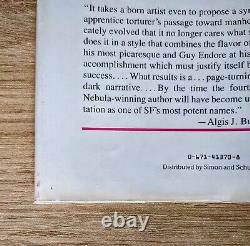 "It takes a born artist even to propose a sy
apprentice torturer's passage toward manho
cately evolved that it no longer cares what s
does it in a style that combines the flavor of
his most picaresque and Guy Endore at his
accomplishment which must justify itself b
success. . . . What results is a . . . page-turnin
dark narrative. . . . By the time the fourt
Nebula-winning author will have become un
tation as one of SF's most potent names."
—Algis J. Bu
0-671-41370-8
Distributed by Simon and Schu